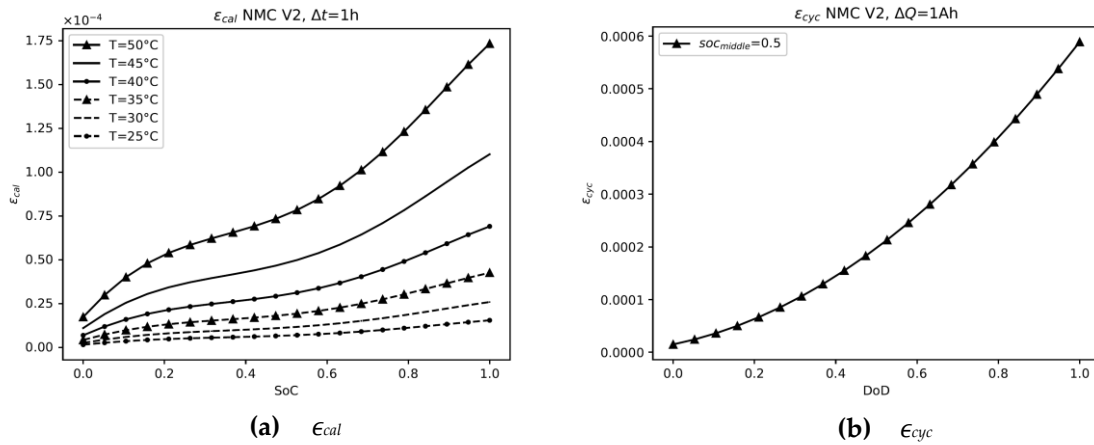 ε_cal NMC V2, Δt=1h
×10⁻⁴
1.75
1.50
1.25
1.00
0.75
0.50
0.25
0.00
ε_cal
T=50°C
T=45°C
T=40°C
T=35°C
T=30°C
T=25°C
0.0 0.2 0.4 0.6 0.8 1.0
SoC
(a) ϵcal
ε_cyc NMC V2, ΔQ=1Ah
0.0006
0.0005
0.0004
0.0003
0.0002
0.0001
0.0000
ε_cyc
soc_middle=0.5
0.0 0.2 0.4 0.6 0.8 1.0
DoD
(b) ϵcyc